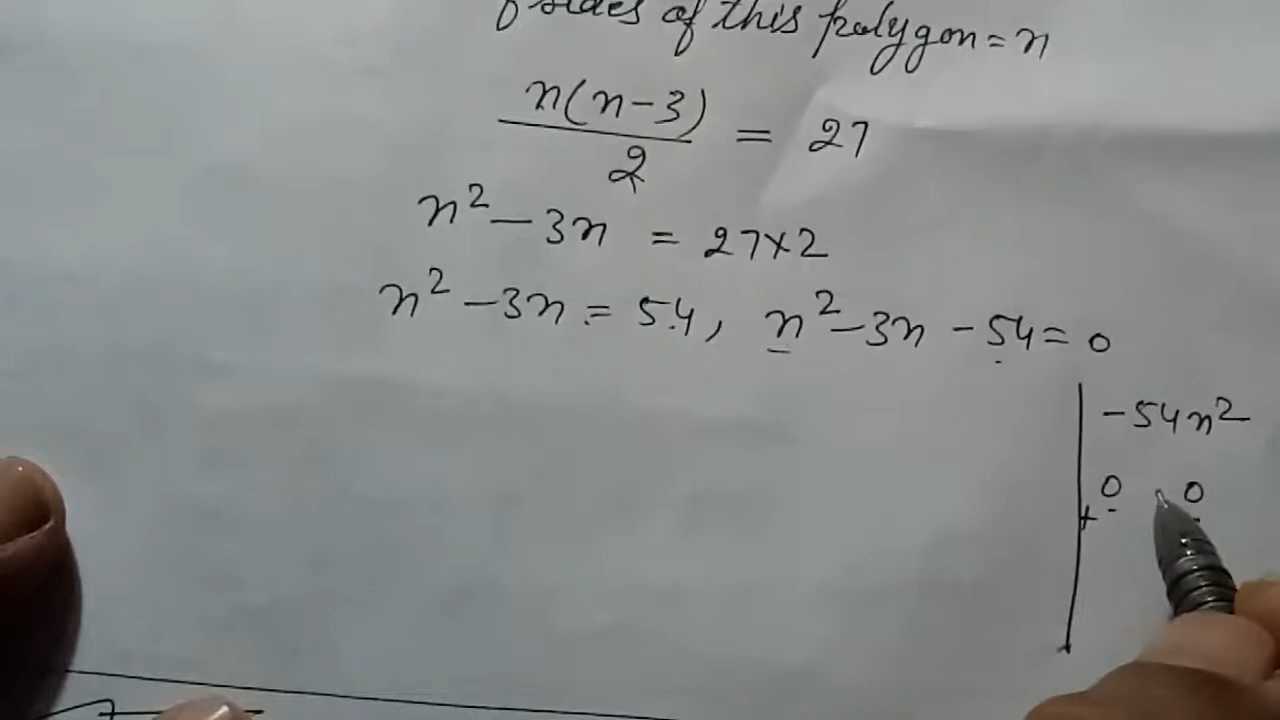 of sides of this polygon = n
n(n-3)/2 = 27
n² - 3n = 27×2
n² - 3n = 54, n² - 3n - 54 = 0
-54n²
0 0
+